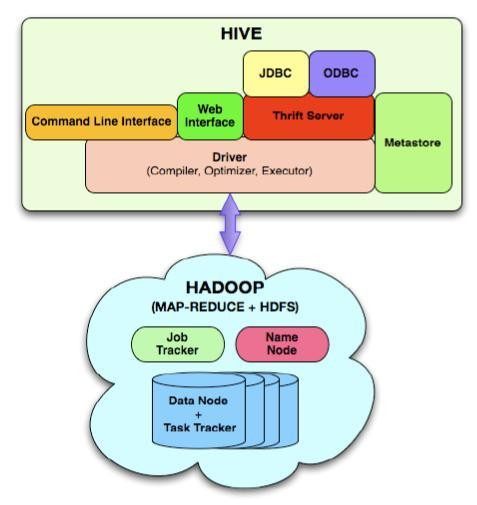 HIVE
JDBC
ODBC
Command Line Interface
Web
Interface
Thrift Server
Metastore
Driver
(Compiler, Optimizer, Executor)
HADOOP
(MAP-REDUCE + HDFS)
Job
Tracker
Name
Node
Data Node
+
Task Tracker